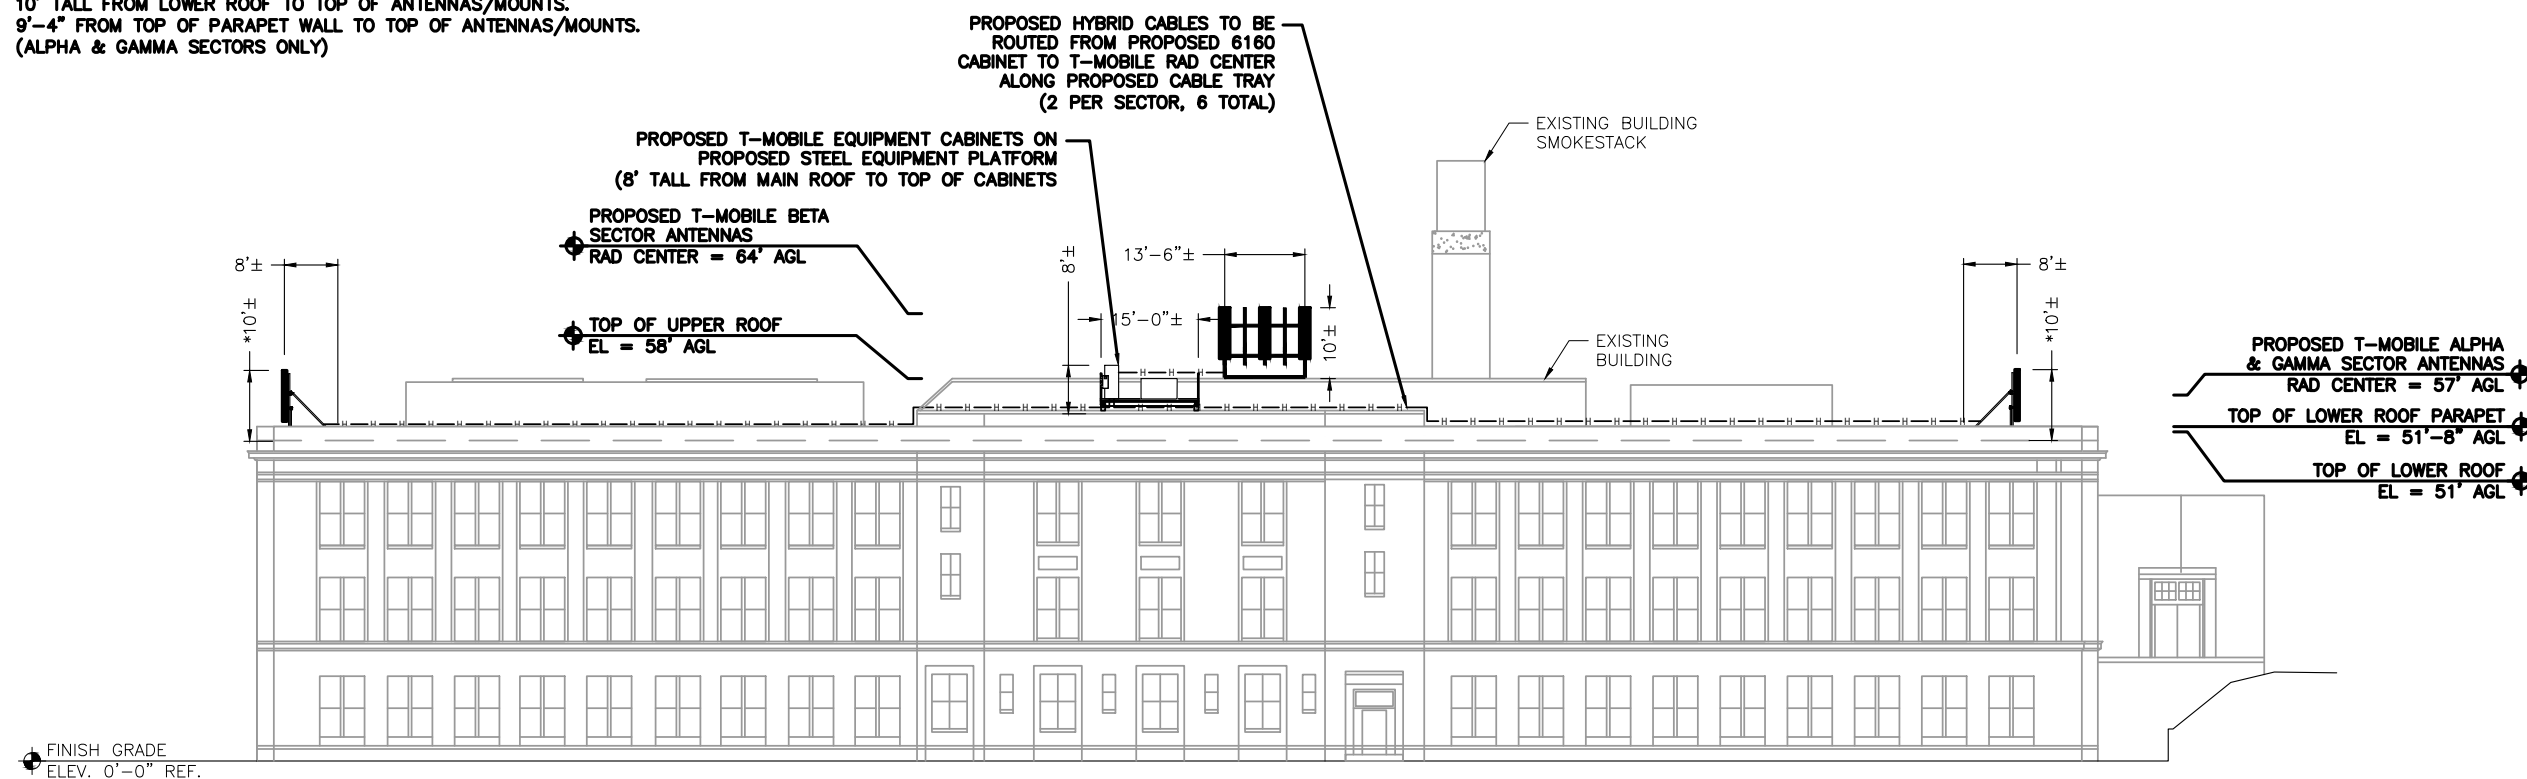 10' TALL FROM LOWER ROOF TO TOP OF ANTENNAS/MOUNTS.
9'-4" FROM TOP OF PARAPET WALL TO TOP OF ANTENNAS/MOUNTS.
(ALPHA & GAMMA SECTORS ONLY)
PROPOSED HYBRID CABLES TO BE
ROUTED FROM PROPOSED 6160
CABINET TO T-MOBILE RAD CENTER
ALONG PROPOSED CABLE TRAY
(2 PER SECTOR, 6 TOTAL)
PROPOSED T-MOBILE EQUIPMENT CABINETS ON
PROPOSED STEEL EQUIPMENT PLATFORM
(8' TALL FROM MAIN ROOF TO TOP OF CABINETS
EXISTING BUILDING
SMOKESTACK
PROPOSED T-MOBILE BETA
SECTOR ANTENNAS
RAD CENTER = 64' AGL
TOP OF UPPER ROOF
EL = 58' AGL
8'±
*10'±
8'±
13'-6"±
15'-0"±
10'±
EXISTING
BUILDING
8'±
*10'±
PROPOSED T-MOBILE ALPHA
& GAMMA SECTOR ANTENNAS
RAD CENTER = 57' AGL
TOP OF LOWER ROOF PARAPET
EL = 51'-8" AGL
TOP OF LOWER ROOF
EL = 51' AGL
FINISH GRADE
ELEV. 0'-0" REF.